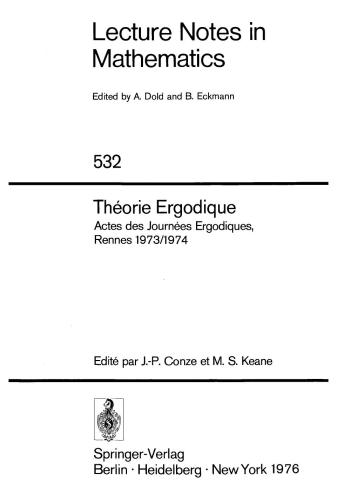 Lecture Notes in
Mathematics
Edited by A. Dold and B. Eckmann
532
Théorie Ergodique
Actes des Journées Ergodiques,
Rennes 1973/1974
Edité par J.-P. Conze et M. S. Keane
Springer-Verlag
Berlin · Heidelberg · New York 1976